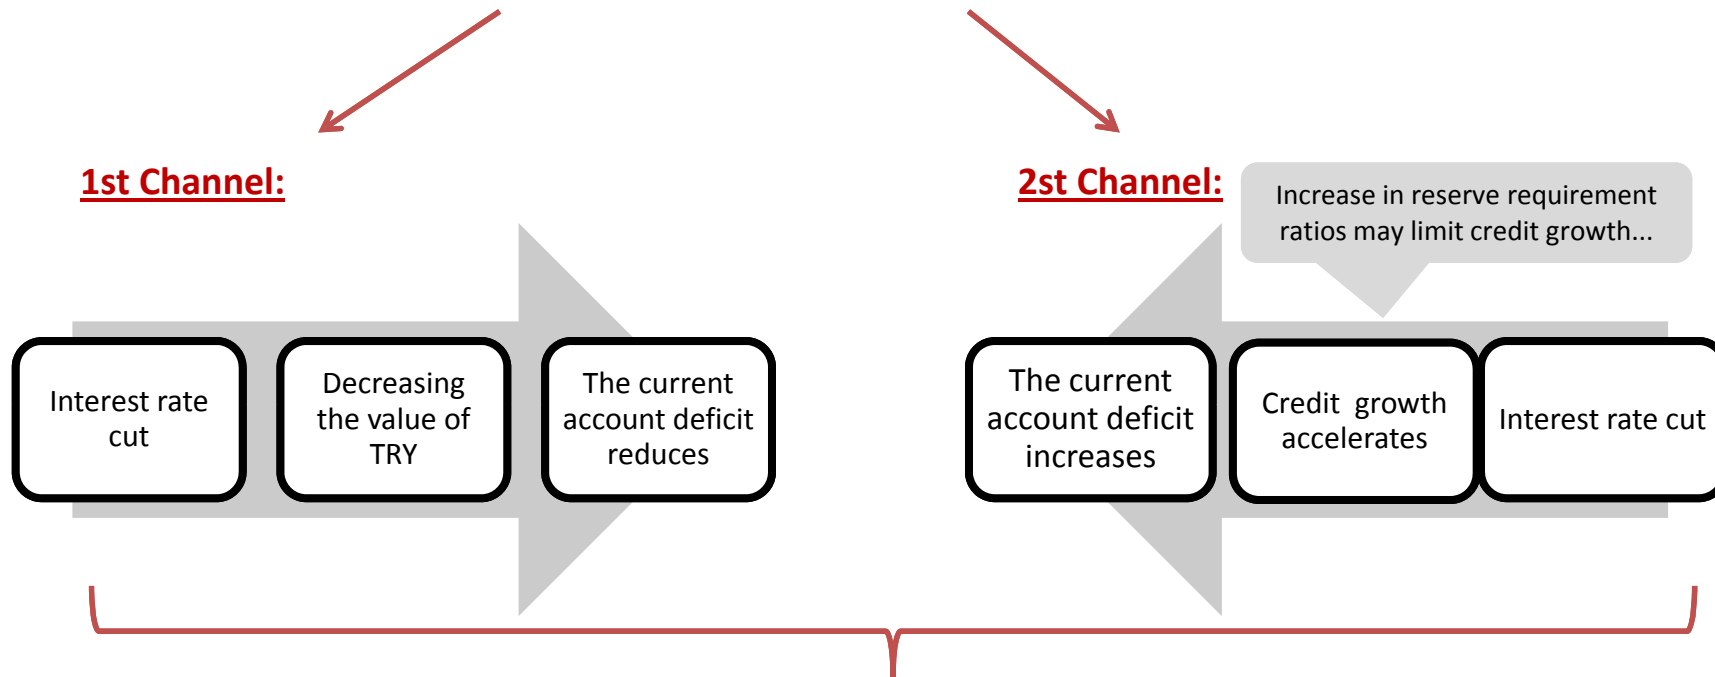 1st Channel:
Interest rate
cut
Decreasing
the value of
TRY
The current
account deficit
reduces
2st Channel:
Increase in reserve requirement
ratios may limit credit growth...
The current
account deficit
increases
Credit growth
accelerates
Interest rate cut